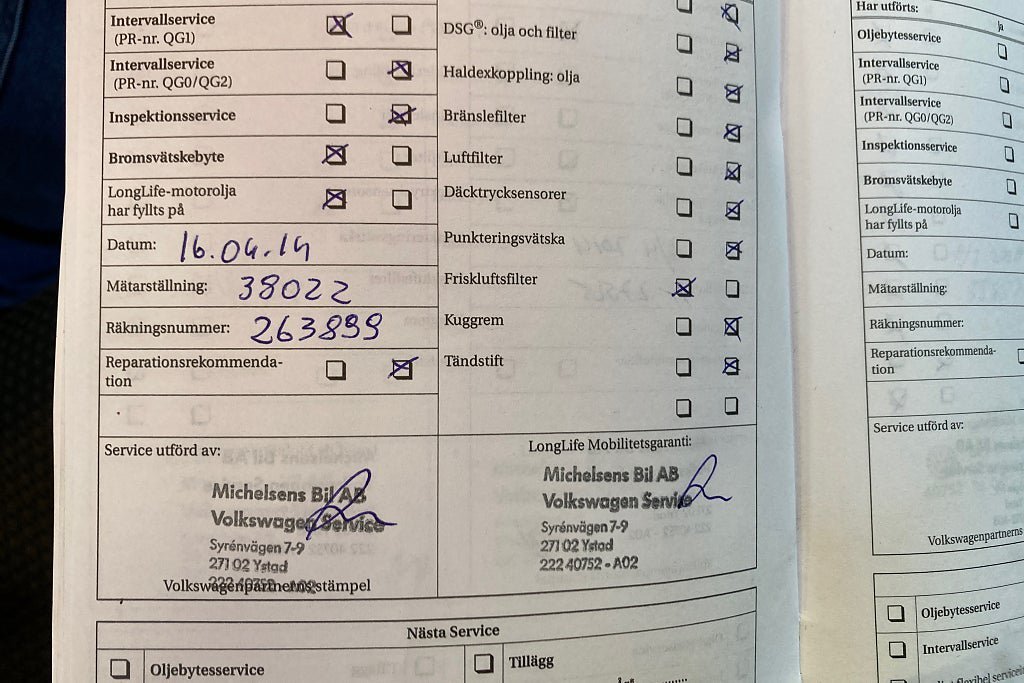 Intervallservice
(PR-nr. QG1)
Intervallservice
(PR-nr. QG0/QG2)
Inspektionsservice
Bromsvätskebyte
LongLife-motorolja
har fyllts på
Datum: 16.04.14
Mätarställning: 38022
Räkningsnummer: 263899
Reparationsrekommenda-
tion
DSG®: olja och filter
Haldexkoppling: olja
Bränslefilter
Luftfilter
Däcktrycksensorer
Punkteringsvätska
Friskluftsfilter
Kuggrem
Tändstift
Service utförd av:
Michelsens Bil AB
Volkswagen Service
Syrénvägen 7-9
271 02 Ystad
222 40752 - A02
Volkswagenpartnerns stämpel
LongLife Mobilitetsgaranti:
Michelsens Bil AB
Volkswagen Service
Syrénvägen 7-9
271 02 Ystad
222 40752 - A02
Nästa Service
Oljebytesservice
Tillägg
Har utförts:
ja
Oljebytesservice
Intervallservice
(PR-nr. QG1)
Intervallservice
(PR-nr. QG0/QG2)
Inspektionsservice
Bromsvätskebyte
LongLife-motorolja
har fyllts på
Datum:
Mätarställning:
Räkningsnummer:
Reparationsrekommenda-
tion
Service utförd av:
Volkswagenpartnerns
Oljebytesservice
Intervallservice